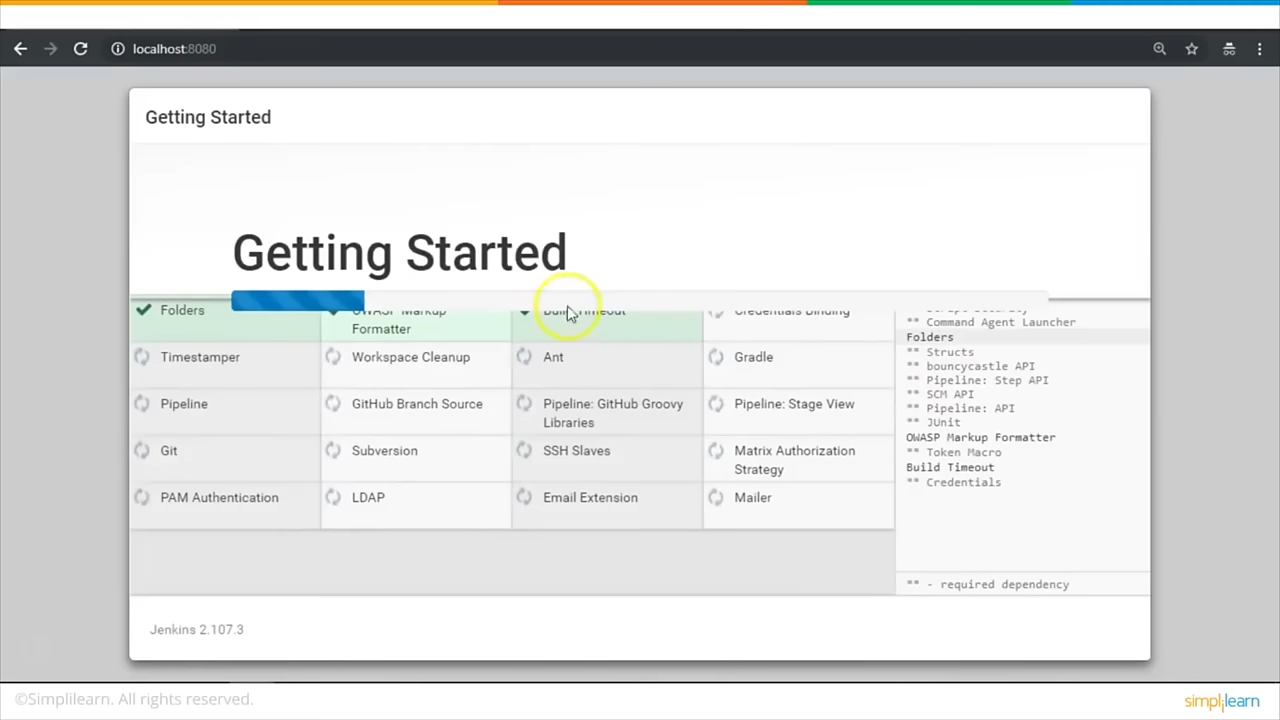 localhost:8080
Getting Started
Getting Started
Folders
Formatter
Timestamper
Workspace Cleanup
Ant
Gradle
Pipeline
GitHub Branch Source
Pipeline: GitHub Groovy
Libraries
Pipeline: Stage View
Git
Subversion
SSH Slaves
Matrix Authorization
Strategy
PAM Authentication
LDAP
Email Extension
Mailer
** Command Agent Launcher
Folders
** Structs
** bouncycastle API
** Pipeline: Step API
** SCM API
** Pipeline: API
** JUnit
OWASP Markup Formatter
** Token Macro
Build Timeout
** Credentials
** - required dependency
Jenkins 2.107.3
©Simplilearn. All rights reserved.
simplilearn